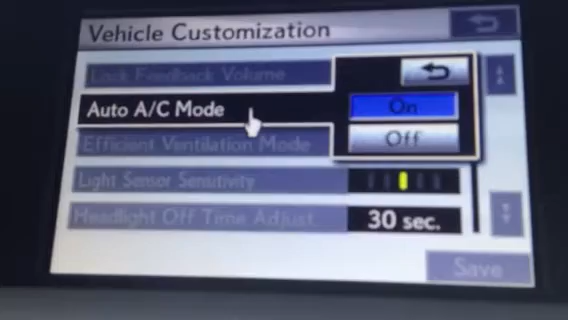 Vehicle Customization
Lock Feedback Volume
Auto A/C Mode
On
Off
Efficient Ventilation Mode
Light Sensor Sensitivity
Headlight Off Time Adjust
30 sec.
Save